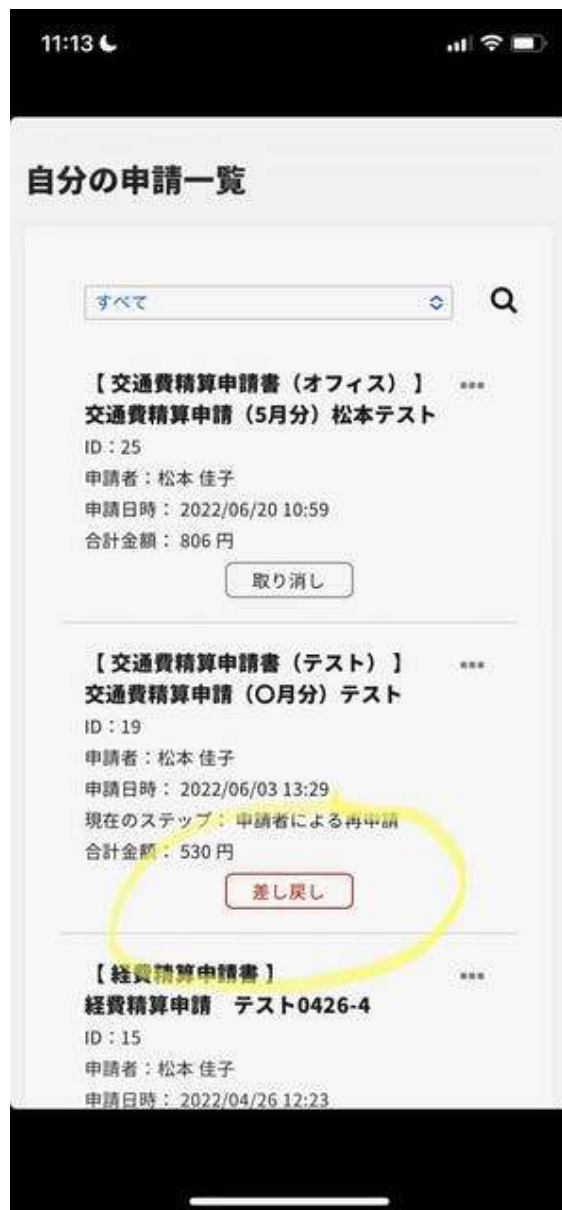 11:13
自分の申請一覧
すべて
【 交通費精算申請書（オフィス） 】
交通費精算申請（5月分）松本テスト
ID：25
申請者：松本 佳子
申請日時： 2022/06/20 10:59
合計金額： 806 円
取り消し
【 交通費精算申請書（テスト） 】
交通費精算申請（〇月分）テスト
ID：19
申請者：松本 佳子
申請日時： 2022/06/03 13:29
現在のステップ： 申請者による再申請
合計金額： 530 円
差し戻し
【 経費精算申請書 】
経費精算申請　テスト0426-4
ID：15
申請者：松本 佳子
申請日時： 2022/04/26 12:23